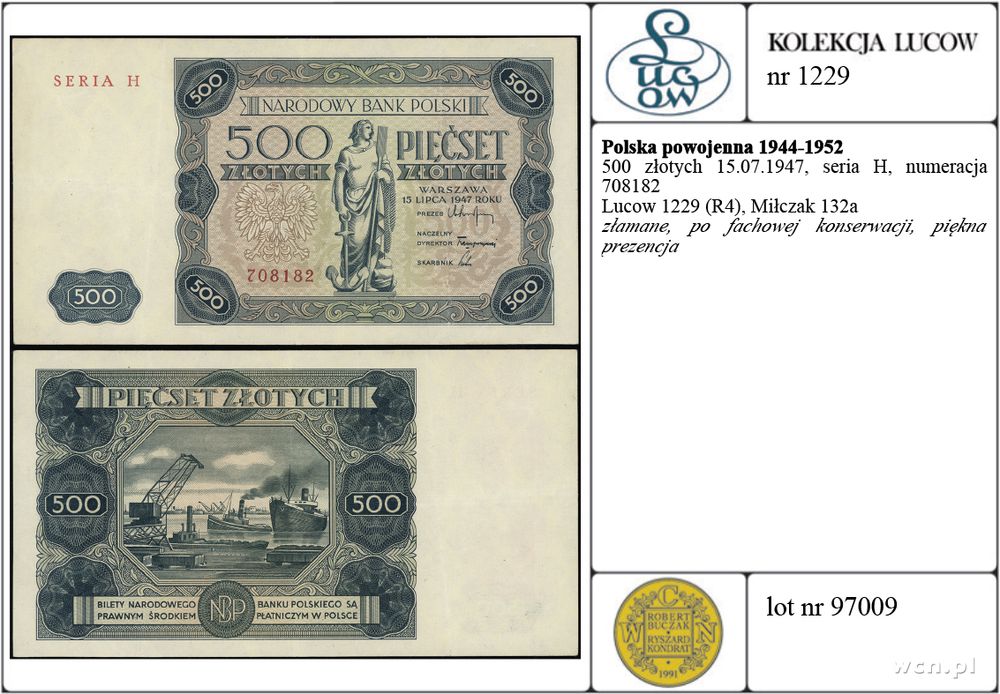 SERIA H
500
500
NARODOWY BANK POLSKI
500 PIĘĆSET
ZŁOTYCH ZŁOTYCH
WARSZAWA
15 LIPCA 1947 ROKU
PREZES
NACZELNY
DYREKTOR
SKARBNIK
708182
500
500
500
PIĘĆSET ZŁOTYCH
500
500
BILETY NARODOWEGO
PRAWNYM ŚRODKIEM
NBP
BANKU POLSKIEGO SĄ
PŁATNICZYM W POLSCE
Lucow
KOLEKCJA LUCOW
nr 1229
Polska powojenna 1944-1952
500 złotych 15.07.1947, seria H, numeracja
708182
Lucow 1229 (R4), Miłczak 132a
złamane, po fachowej konserwacji, piękna
prezencja
W C N
ROBERT
BUCZAK
RYSZARD
KONDRAT
1991
lot nr 97009
wcn.pl